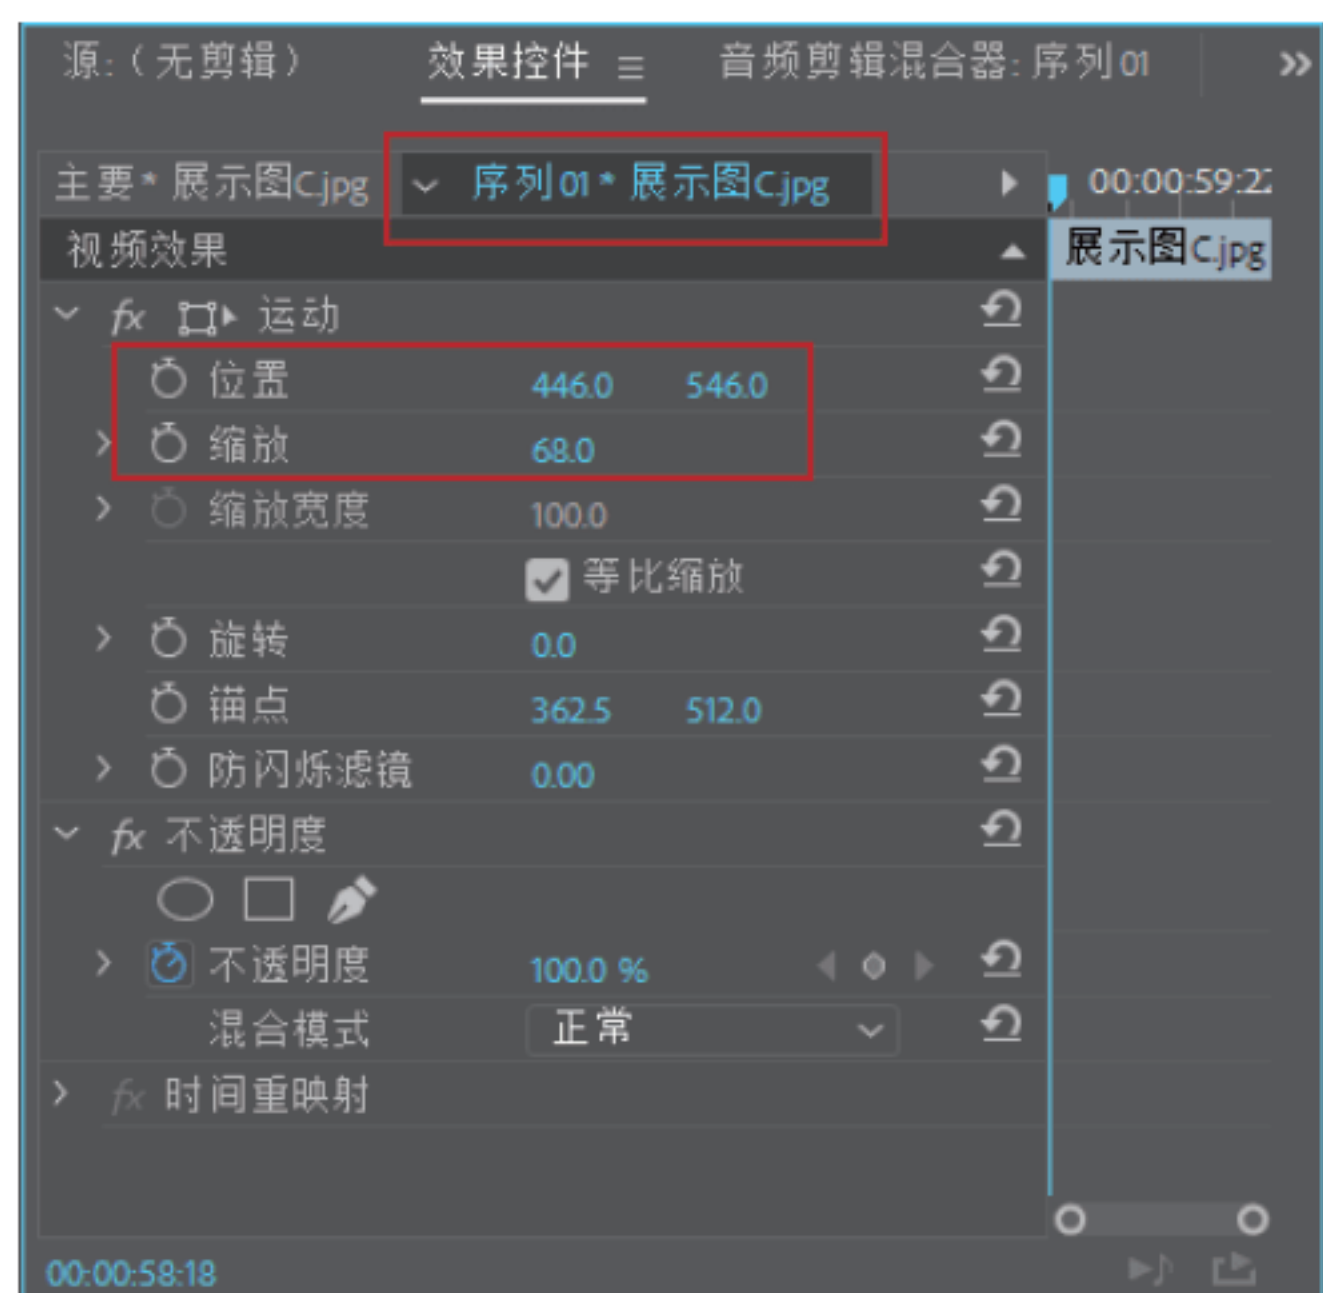 源:（无剪辑） 效果控件 ≡ 音频剪辑混合器: 序列 01 »
主要* 展示图C.jpg 序列 01 * 展示图C.jpg 00:00:59:22
视频效果 展示图C.jpg
fx 运动
位置 446.0 546.0
缩放 68.0
缩放宽度 100.0
等比缩放
旋转 0.0
锚点 362.5 512.0
防闪烁滤镜 0.00
fx 不透明度
不透明度 100.0 %
混合模式 正常
fx 时间重映射
00:00:58:18